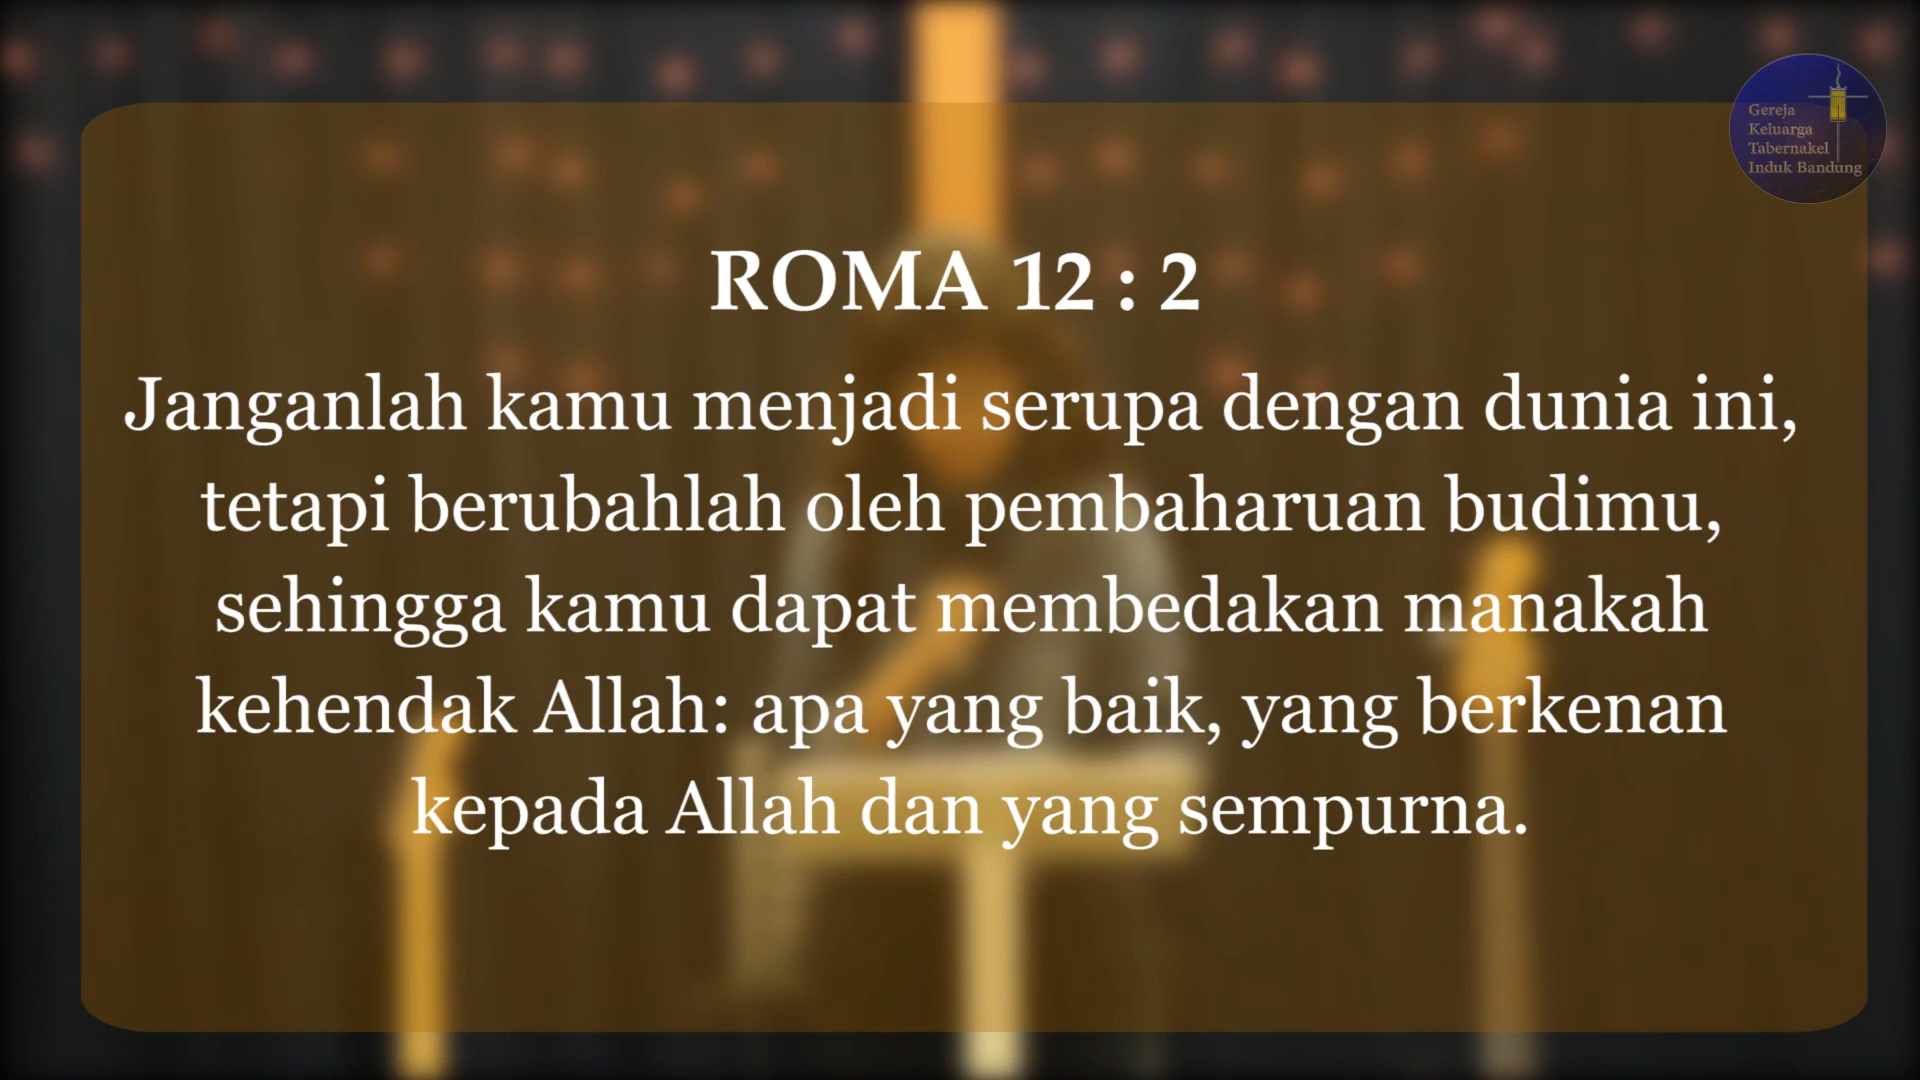 Gereja
Keluarga
Tabernakel
Induk Bandung
ROMA 12 : 2
Janganlah kamu menjadi serupa dengan dunia ini,
tetapi berubahlah oleh pembaharuan budimu,
sehingga kamu dapat membedakan manakah
kehendak Allah: apa yang baik, yang berkenan
kepada Allah dan yang sempurna.